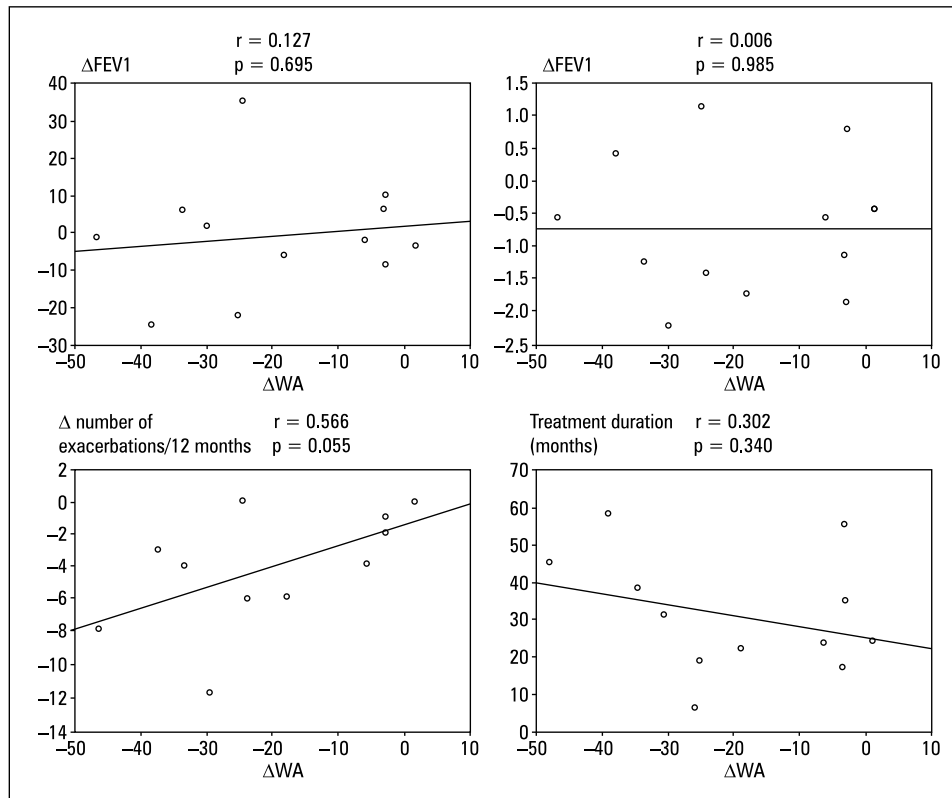 r = 0.127
ΔFEV1 p = 0.695
40
30
20
10
0
–10
–20
–30
–50 –40 –30 –20 –10 0 10
ΔWA
r = 0.006
ΔFEV1 p = 0.985
1.5
1.0
0.5
0.0
–0.5
–1.0
–1.5
–2.0
–2.5
–50 –40 –30 –20 –10 0 10
ΔWA
Δ number of r = 0.566
exacerbations/12 months p = 0.055
2
0
–2
–4
–6
–8
–10
–12
–14
–50 –40 –30 –20 –10 0 10
ΔWA
Treatment duration r = 0.302
(months) p = 0.340
70
60
50
40
30
20
10
0
–50 –40 –30 –20 –10 0 10
ΔWA